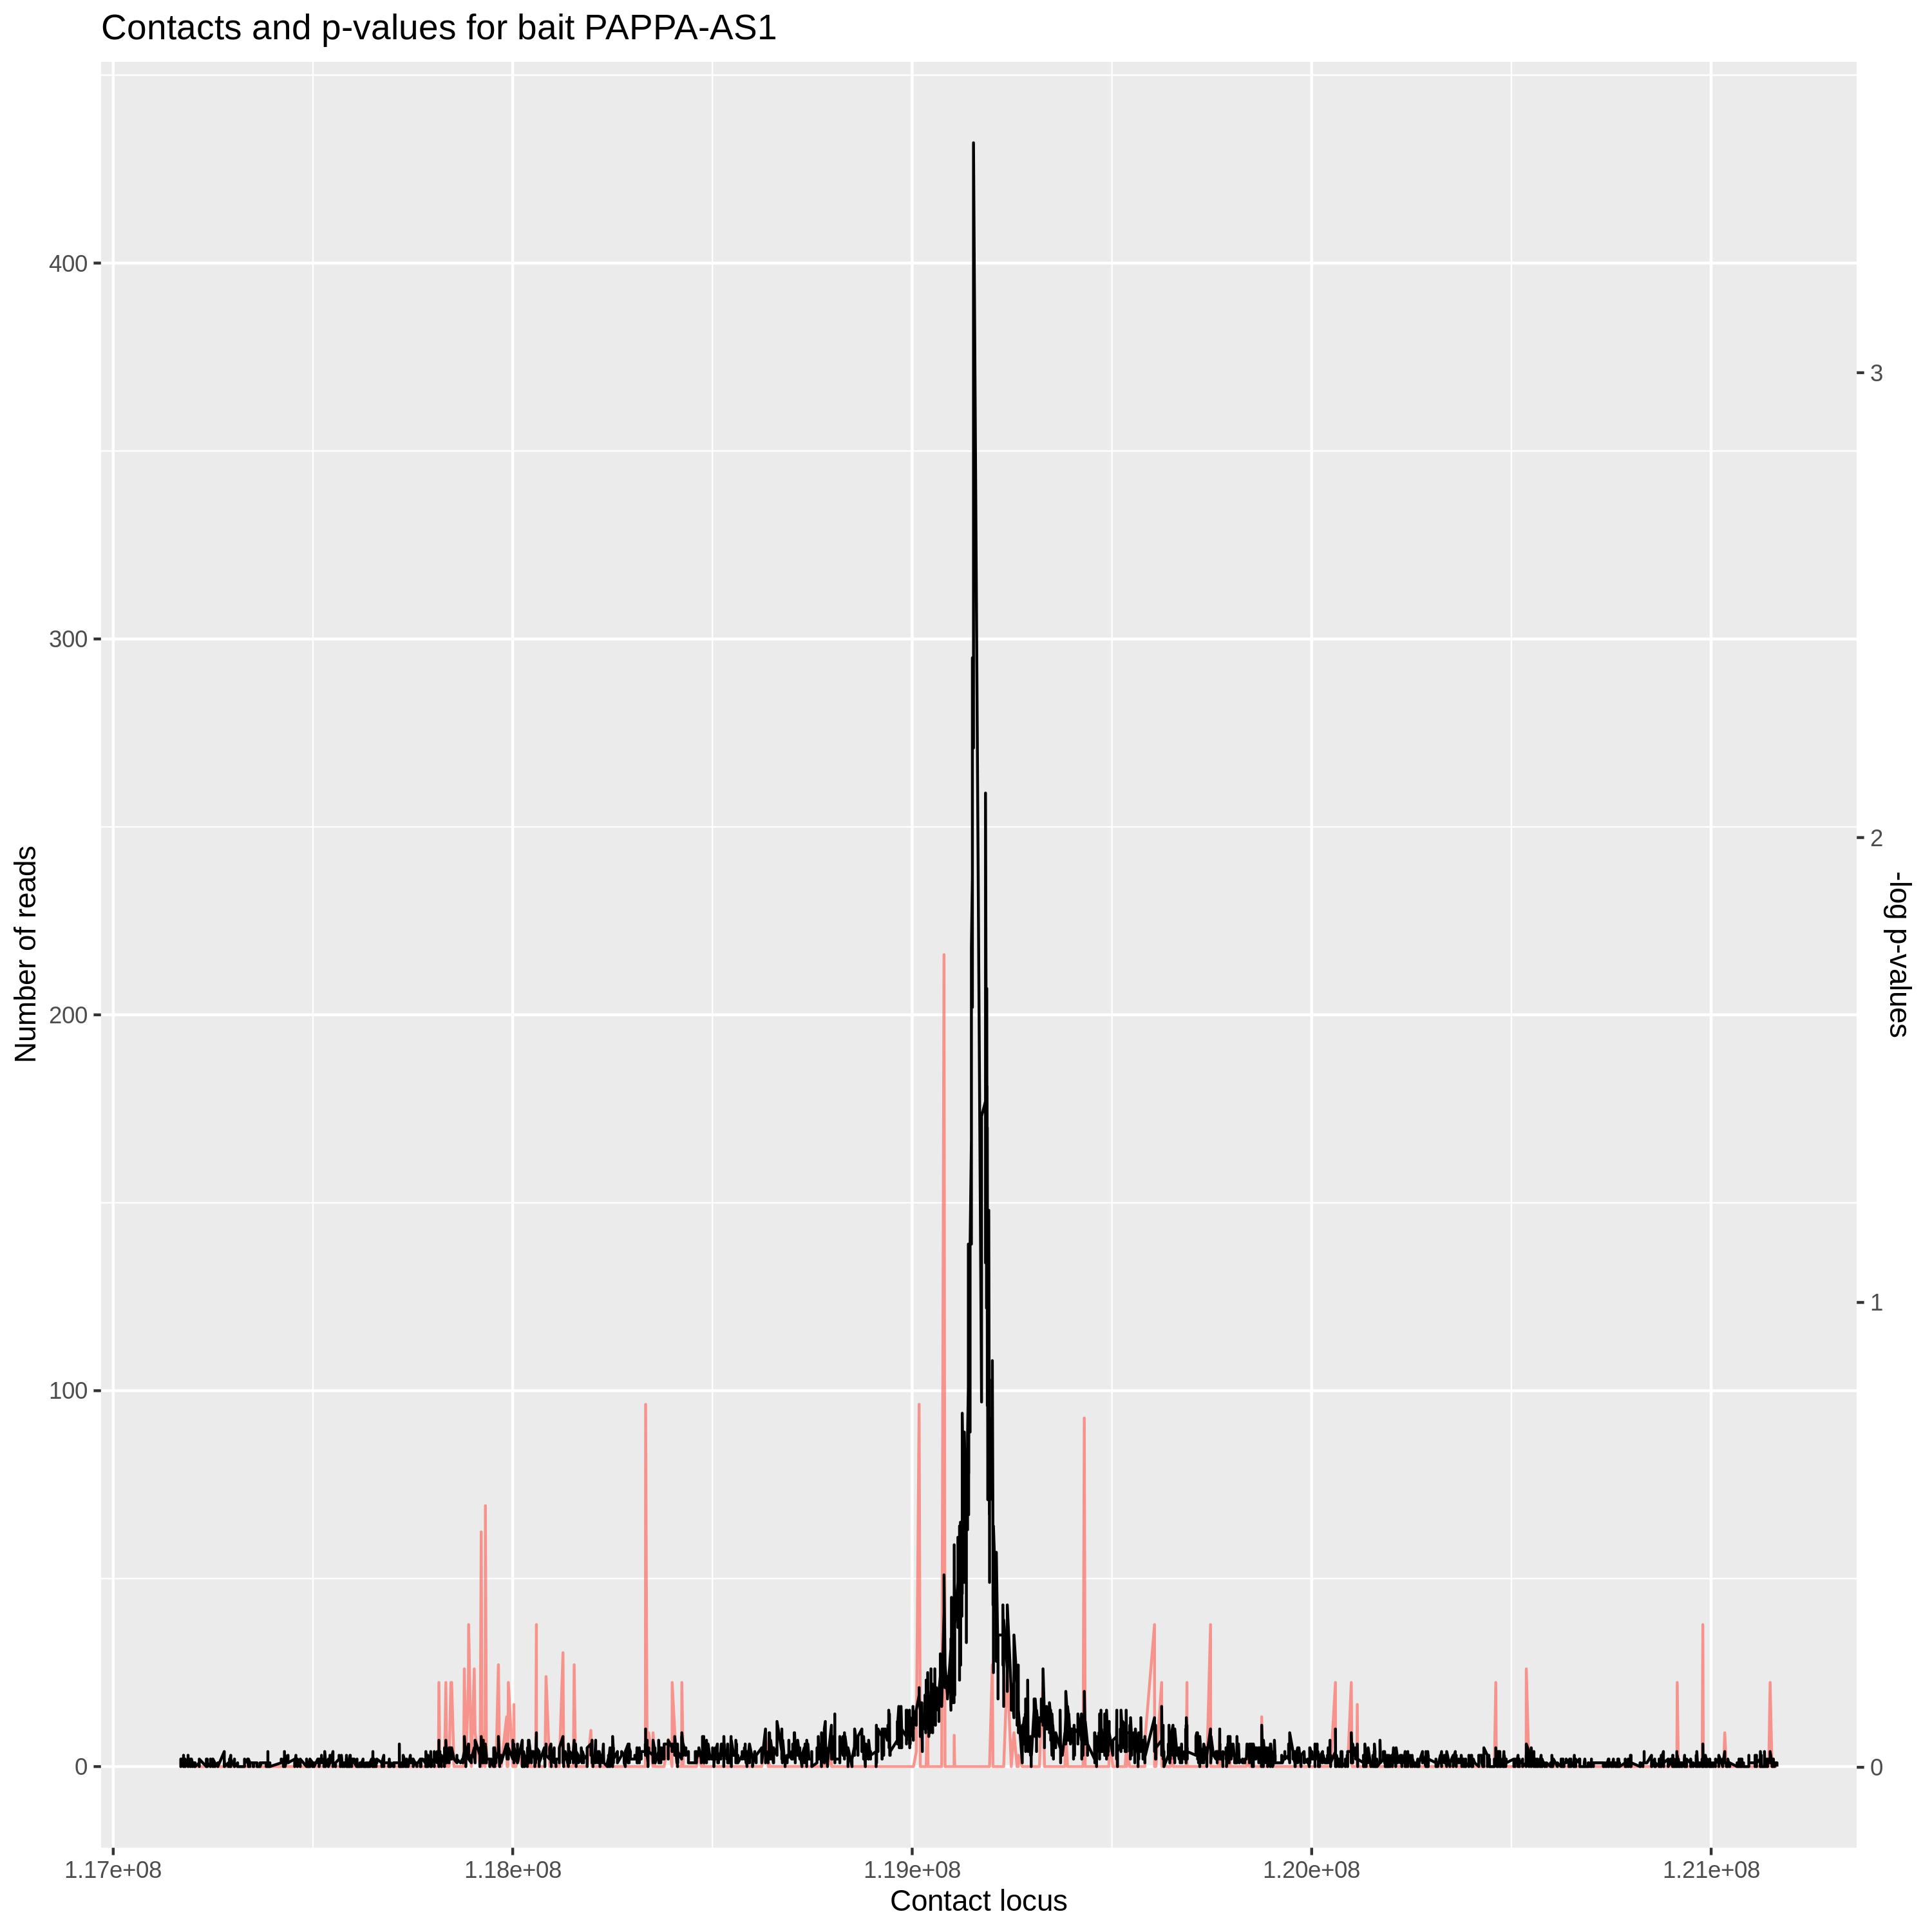 Contacts and p-values for bait PAPPA-AS1
400
300
200
100
0
3
2
1
0
Number of reads
-log p-values
1.17e+08
1.18e+08
1.19e+08
1.20e+08
1.21e+08
Contact locus